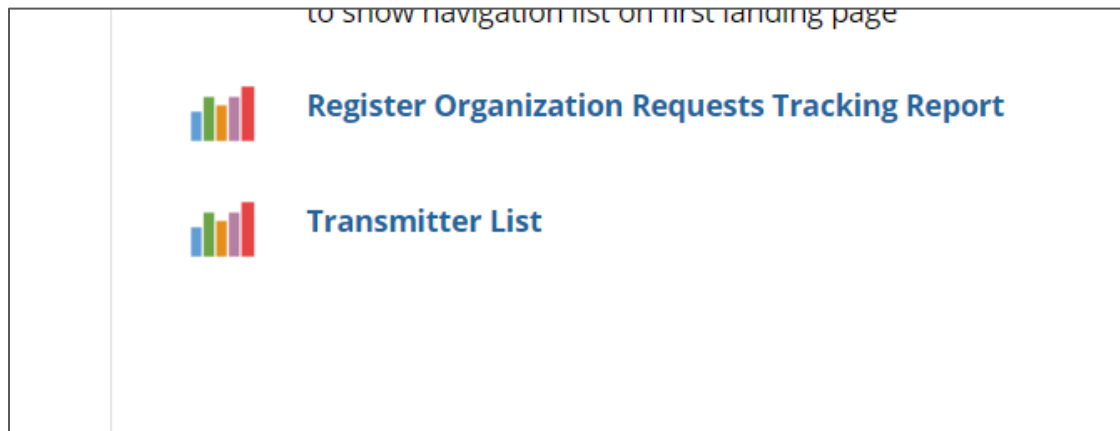 to show navigation list on first landing page
Register Organization Requests Tracking Report
Transmitter List